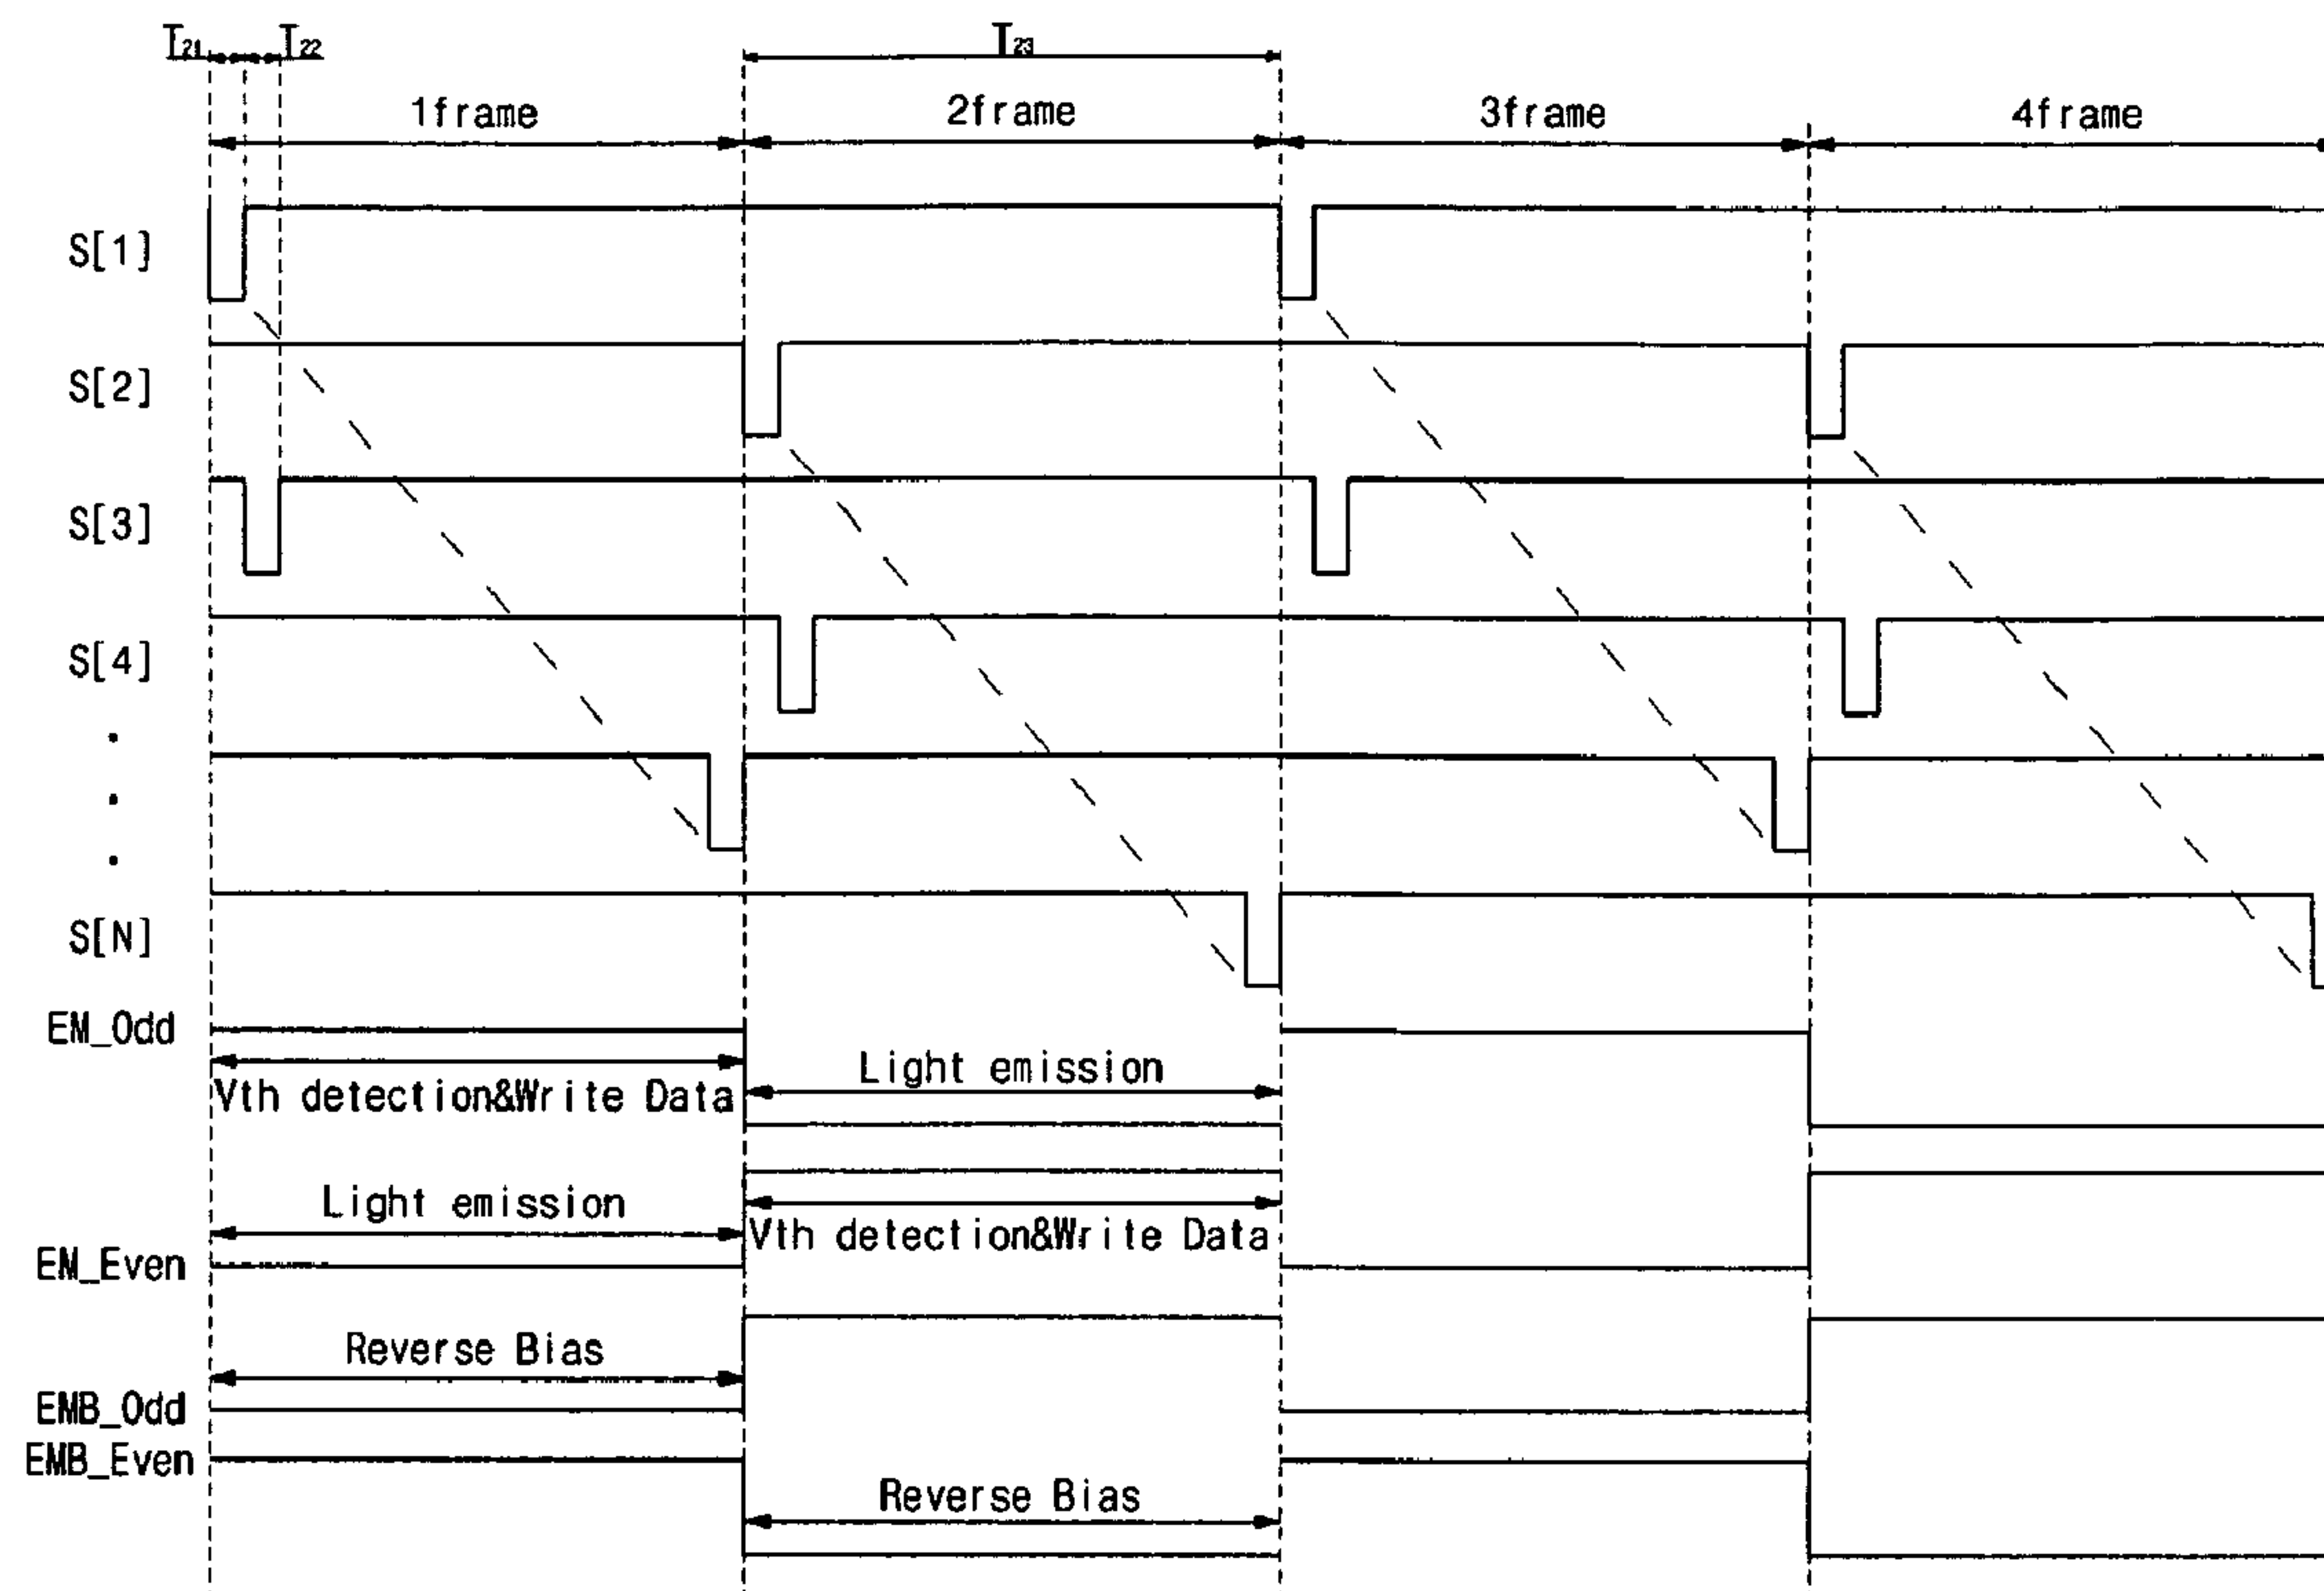 T21 T22 T23
1frame 2frame 3frame 4frame
S[1]
S[2]
S[3]
S[4]
.
.
.
S[N]
EM_Odd
Light emission
Vth detection&Write Data
Light emission
Vth detection&Write Data
EM_Even
Reverse Bias
EMB_Odd
EMB_Even
Reverse Bias